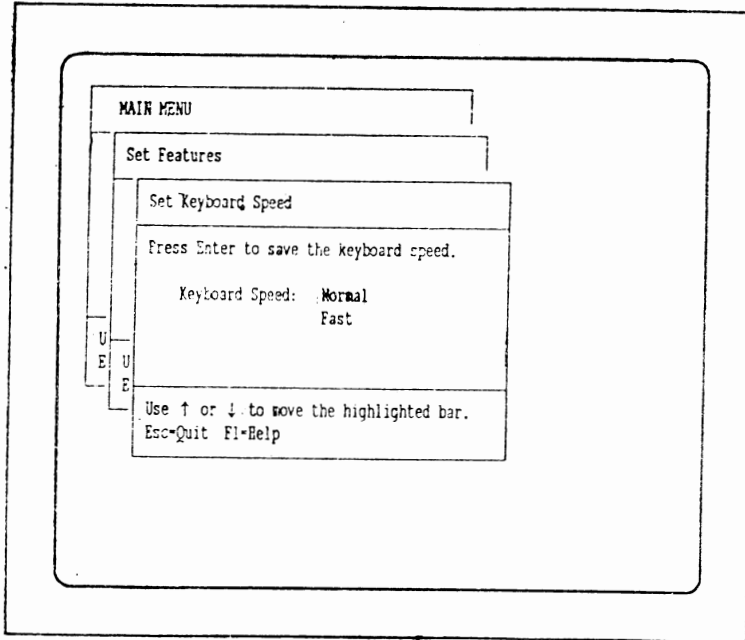 MAIN MENU
Set Features
Set Keyboard Speed
Press Enter to save the keyboard speed.
Keyboard Speed: Normal
Fast
U
E
U
E
Use ↑ or ↓ to move the highlighted bar.
Esc=Quit F1=Help